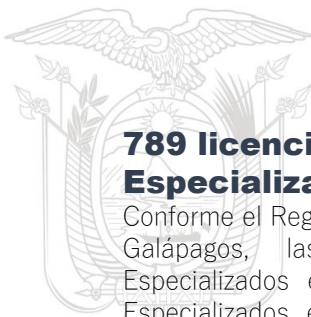 789 licenci
Especializa
Conforme el Reg
Galápagos, las
Especializados e
Especializados e